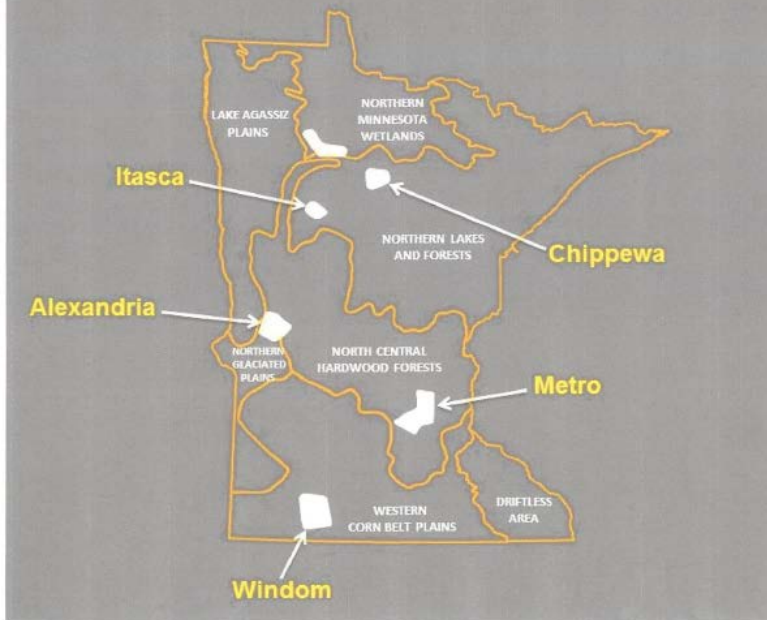 LAKE AGASSIZ
PLAINS
NORTHERN
MINNESOTA
WETLANDS
Itasca
NORTHERN LAKES
AND FORESTS
Chippewa
Alexandria
NORTHERN
GLACIATED
PLAINS
NORTH CENTRAL
HARDWOOD FORESTS
Metro
WESTERN
CORN BELT PLAINS
DRIFTLESS
AREA
Windom